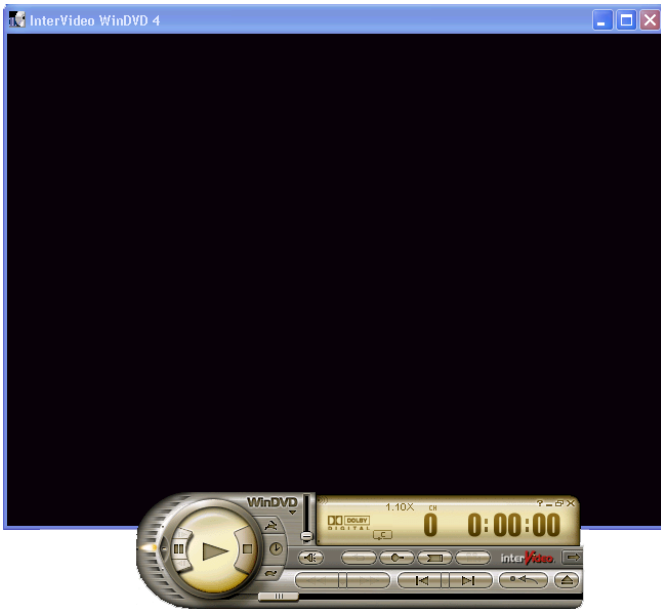 InterVideo WinDVD 4
WinDVD
1.10X
CH
DOLBY
DIGITAL
C
0
0:00:00
interVideo